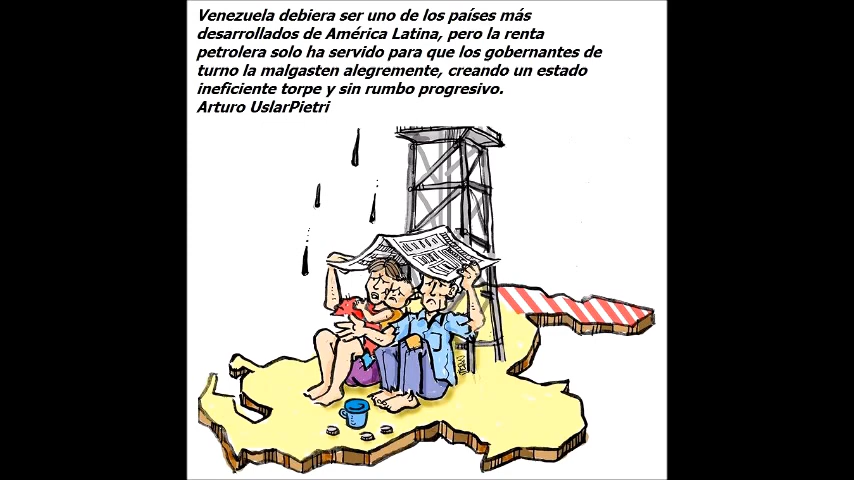 Venezuela debiera ser uno de los países más
desarrollados de América Latina, pero la renta
petrolera solo ha servido para que los gobernantes de
turno la malgasten alegremente, creando un estado
ineficiente torpe y sin rumbo progresivo.
Arturo UslarPietri